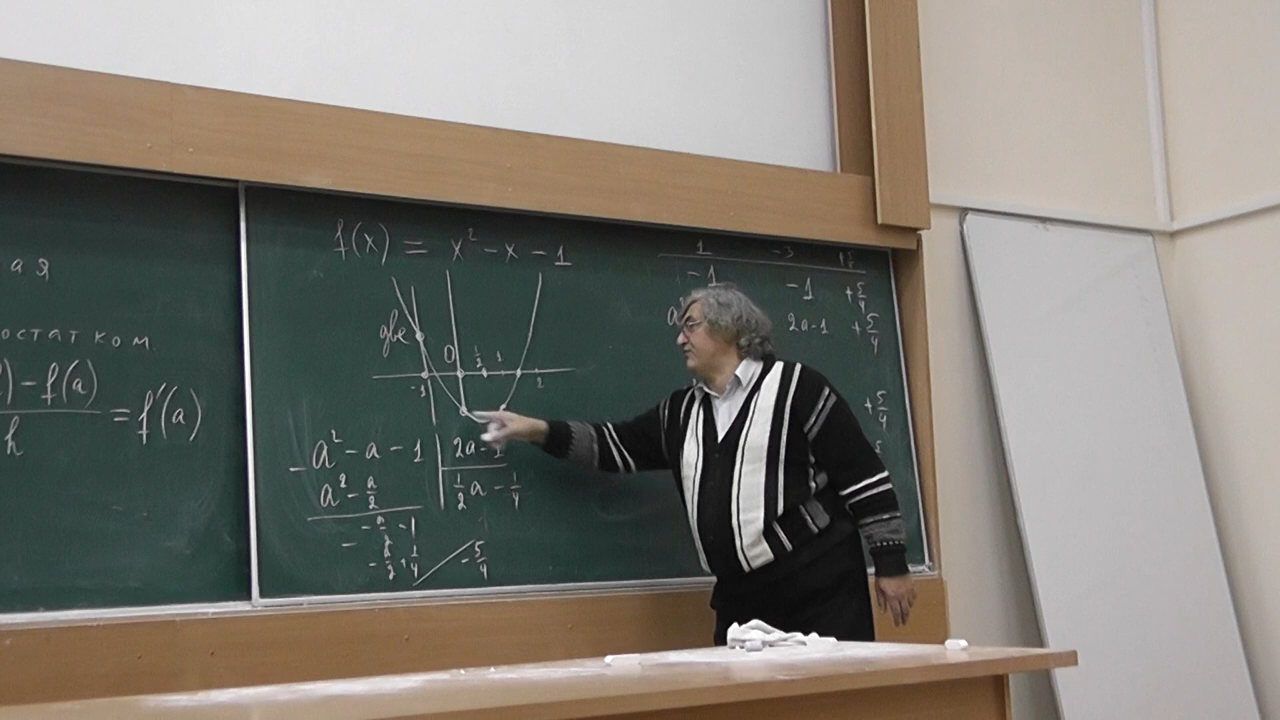 ая
остатком.
) - f(a)
h
= f'(a)
f(x) = x² - x - 1
две
0 1/2 1
-1 2
- a² - a - 1 | 2a - 1
a² - a/2 | 1/2 a - 1/4
- - a/2 - 1
- a/2 + 1/4
- 5/4
1 -3
-1 -1 + 5/4
2a-1 + 5/4
+ 5/4